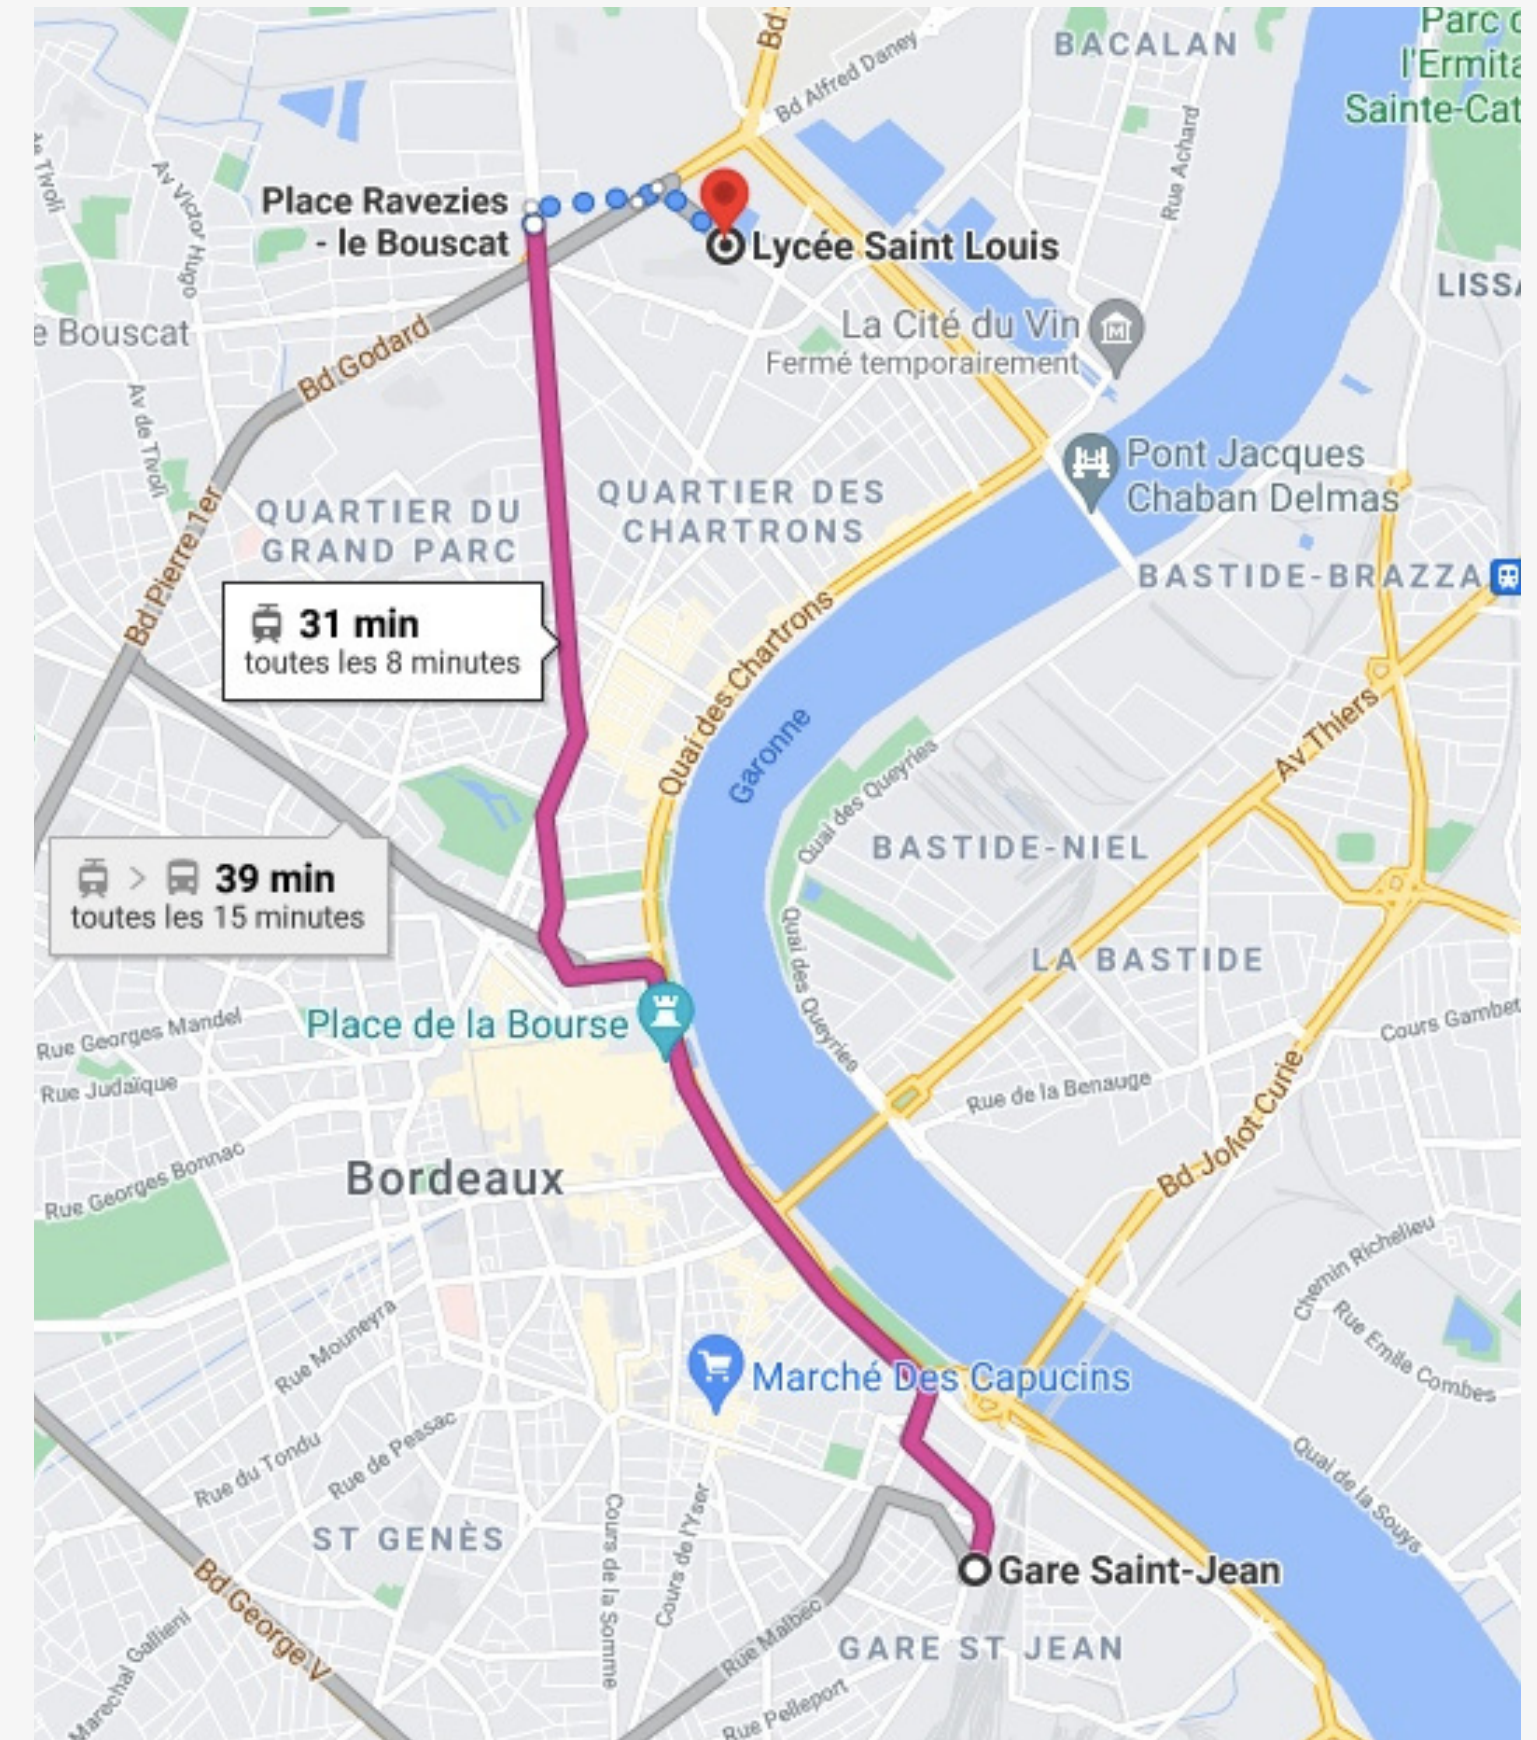 Parc d
l'Ermita
Sainte-Cat
BACALAN
Bd
Bd Alfred Daney
Rue Achard
de Tivoli
Av Victor Hugo
Place Ravezies
- le Bouscat
Lycée Saint Louis
LISSA
e Bouscat
La Cité du Vin
Fermé temporairement
Bd Godard
Av de Tivoli
Pont Jacques
Chaban Delmas
QUARTIER DU
GRAND PARC
QUARTIER DES
CHARTRONS
Bd Pierre 1er
BASTIDE-BRAZZA
31 min
toutes les 8 minutes
Quai des Chartrons
Garonne
Av Thiers
Quai des Queyries
BASTIDE-NIEL
39 min
toutes les 15 minutes
Quai des Queyries
LA BASTIDE
Rue Georges Mandel
Place de la Bourse
Cours Gambet
Rue Judaïque
Rue de la Benauge
Bd Joliot Curie
Rue Georges Bonnac
Bordeaux
Chemin Richelieu
Rue Mouneyra
Rue Emile Combes
Marché Des Capucins
Rue du Tondu
Rue de Pessac
Quai de la Souys
ST GENÈS
Cours de la Somme
Cours de l'Yser
Gare Saint-Jean
Bd George V
Rue Malbec
GARE ST JEAN
Marechal Gallieni
Rue Pelleport